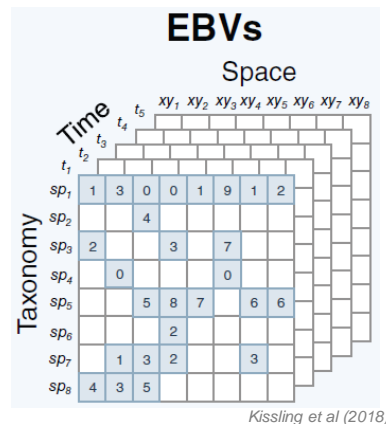 EBVs
Space
Time
t5 xy1 xy2 xy3 xy4 xy5 xy6 xy7 xy8
t4
t3
t2
t1
Taxonomy
sp1 1 3 0 0 1 9 1 2
sp2 4
sp3 2 3 7
sp4 0 0
sp5 5 8 7 6 6
sp6 2
sp7 1 3 2 3
sp8 4 3 5
Kissling et al (2018)